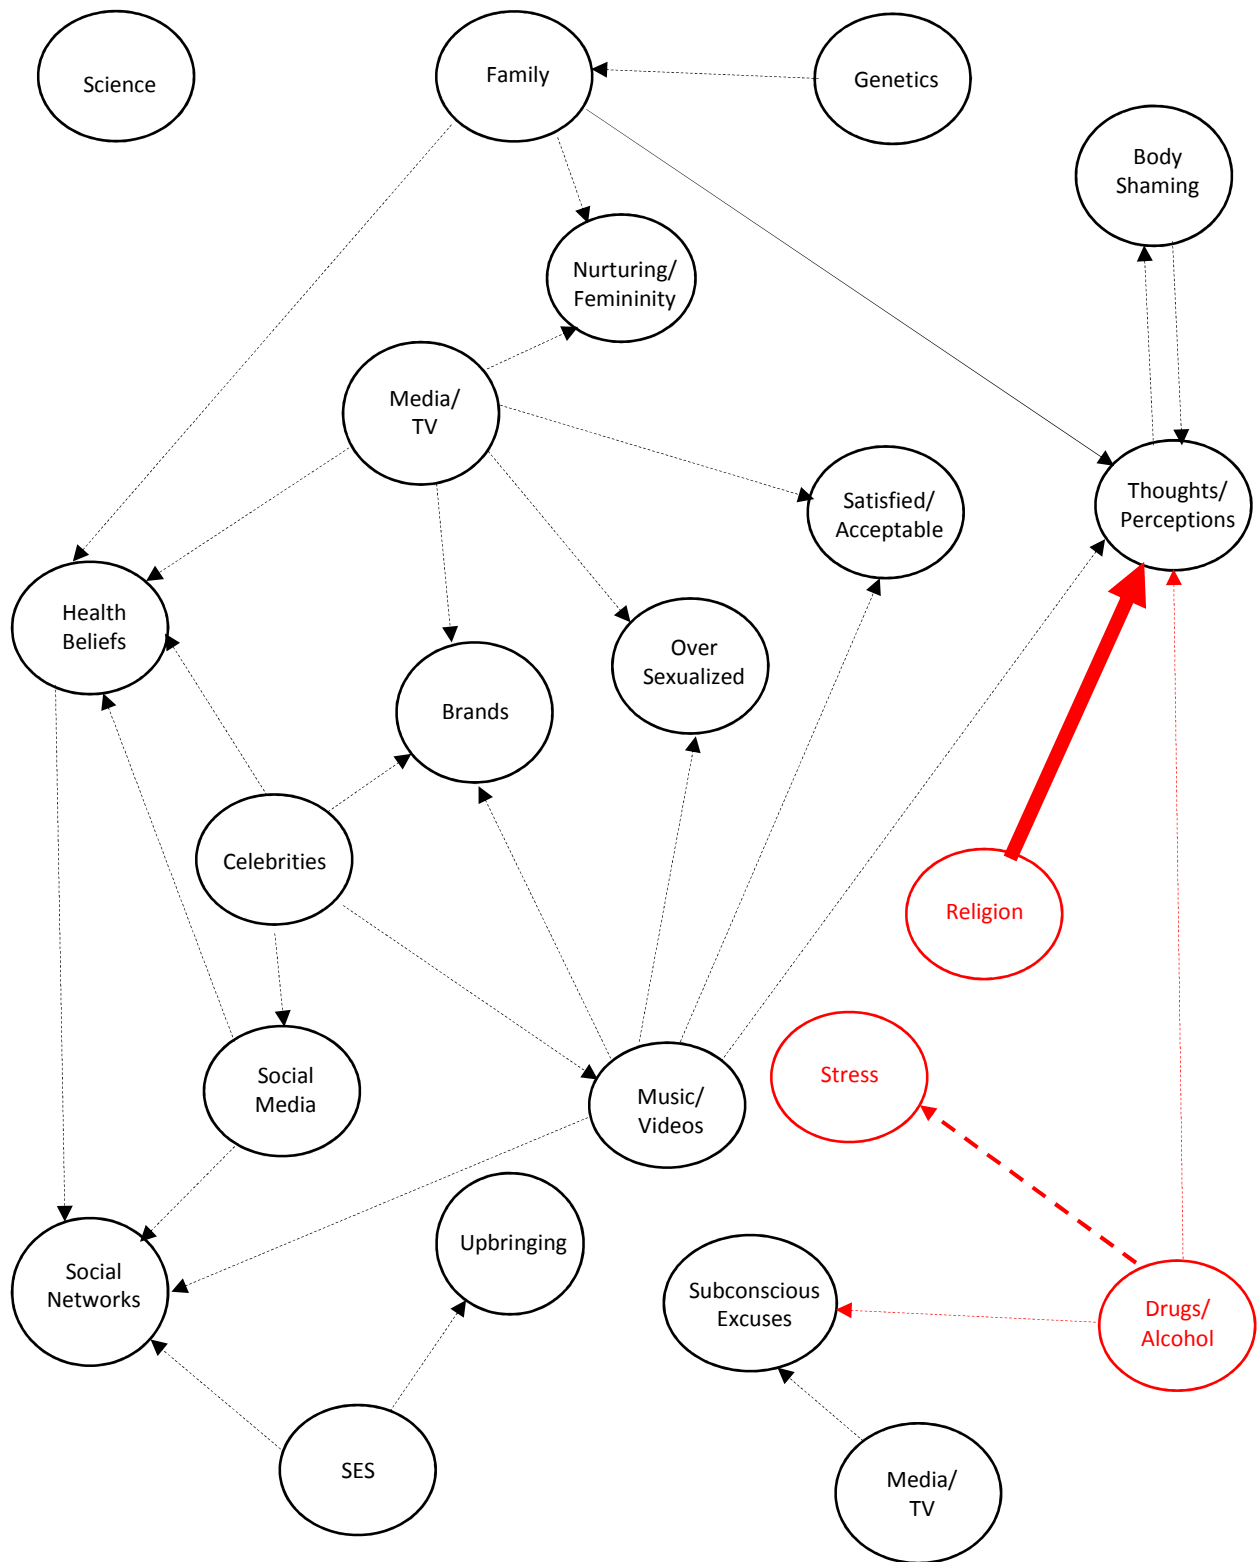 Science
Family
Genetics
Body
Shaming
Nurturing/
Femininity
Media/
TV
Satisfied/
Acceptable
Thoughts/
Perceptions
Health
Beliefs
Over
Sexualized
Brands
Celebrities
Religion
Social
Media
Music/
Videos
Stress
Upbringing
Social
Networks
Subconscious
Excuses
Drugs/
Alcohol
SES
Media/
TV